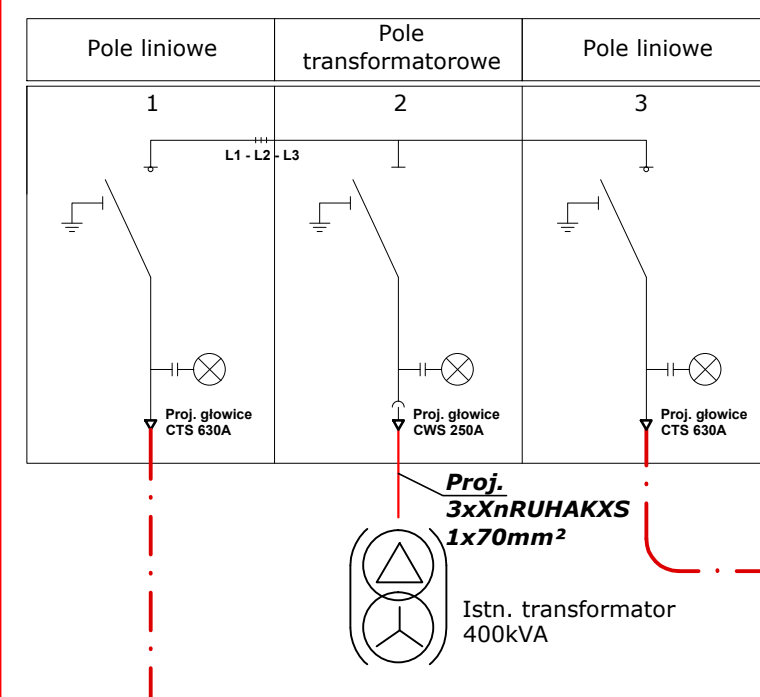 Pole liniowe
Pole
transformatorowe
Pole liniowe
1
2
3
L1 - L2 - L3
Proj. głowice
CTS 630A
Proj. głowice
CWS 250A
Proj. głowice
CTS 630A
Proj.
3xXnRUHAKXS
1x70mm²
Istn. transformator
400kVA